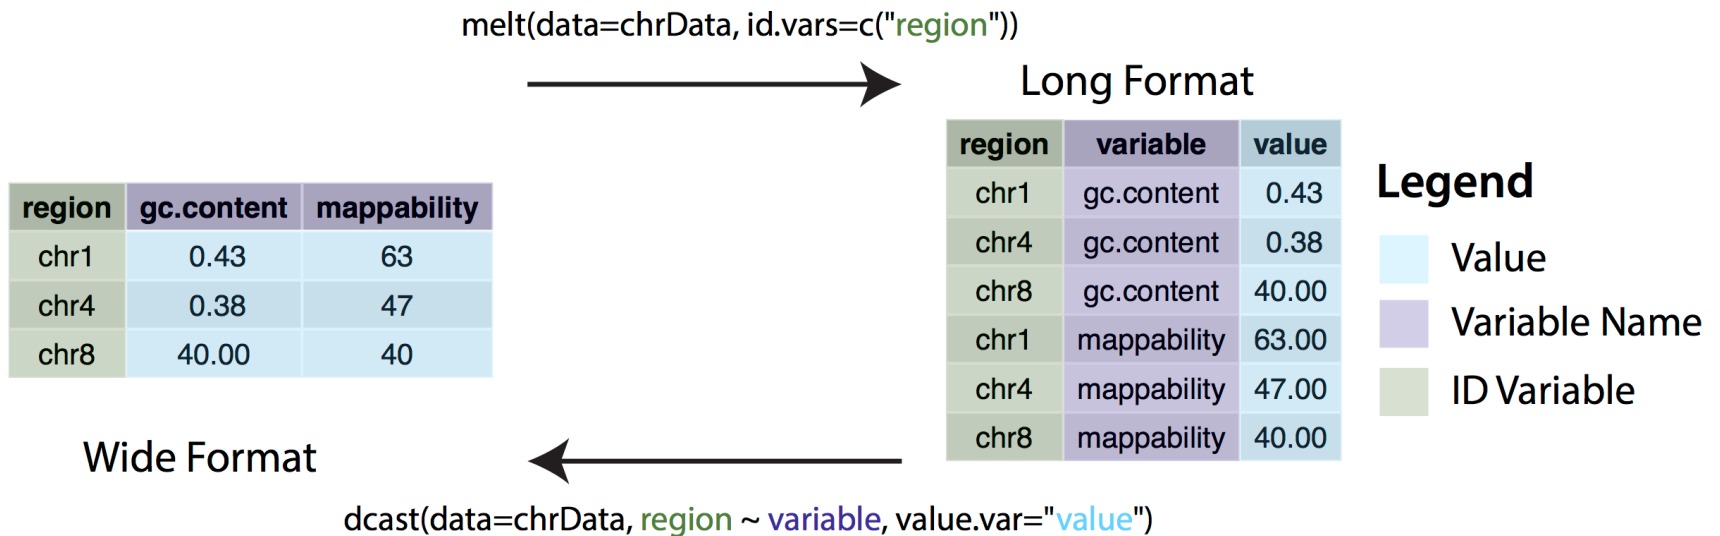 melt(data=chrData, id.vars=c("region"))
Long Format
region variable value
chr1 gc.content 0.43
chr4 gc.content 0.38
chr8 gc.content 40.00
chr1 mappability 63.00
chr4 mappability 47.00
chr8 mappability 40.00
region gc.content mappability
chr1 0.43 63
chr4 0.38 47
chr8 40.00 40
Wide Format
dcast(data=chrData, region ~ variable, value.var="value")
Legend
Value
Variable Name
ID Variable